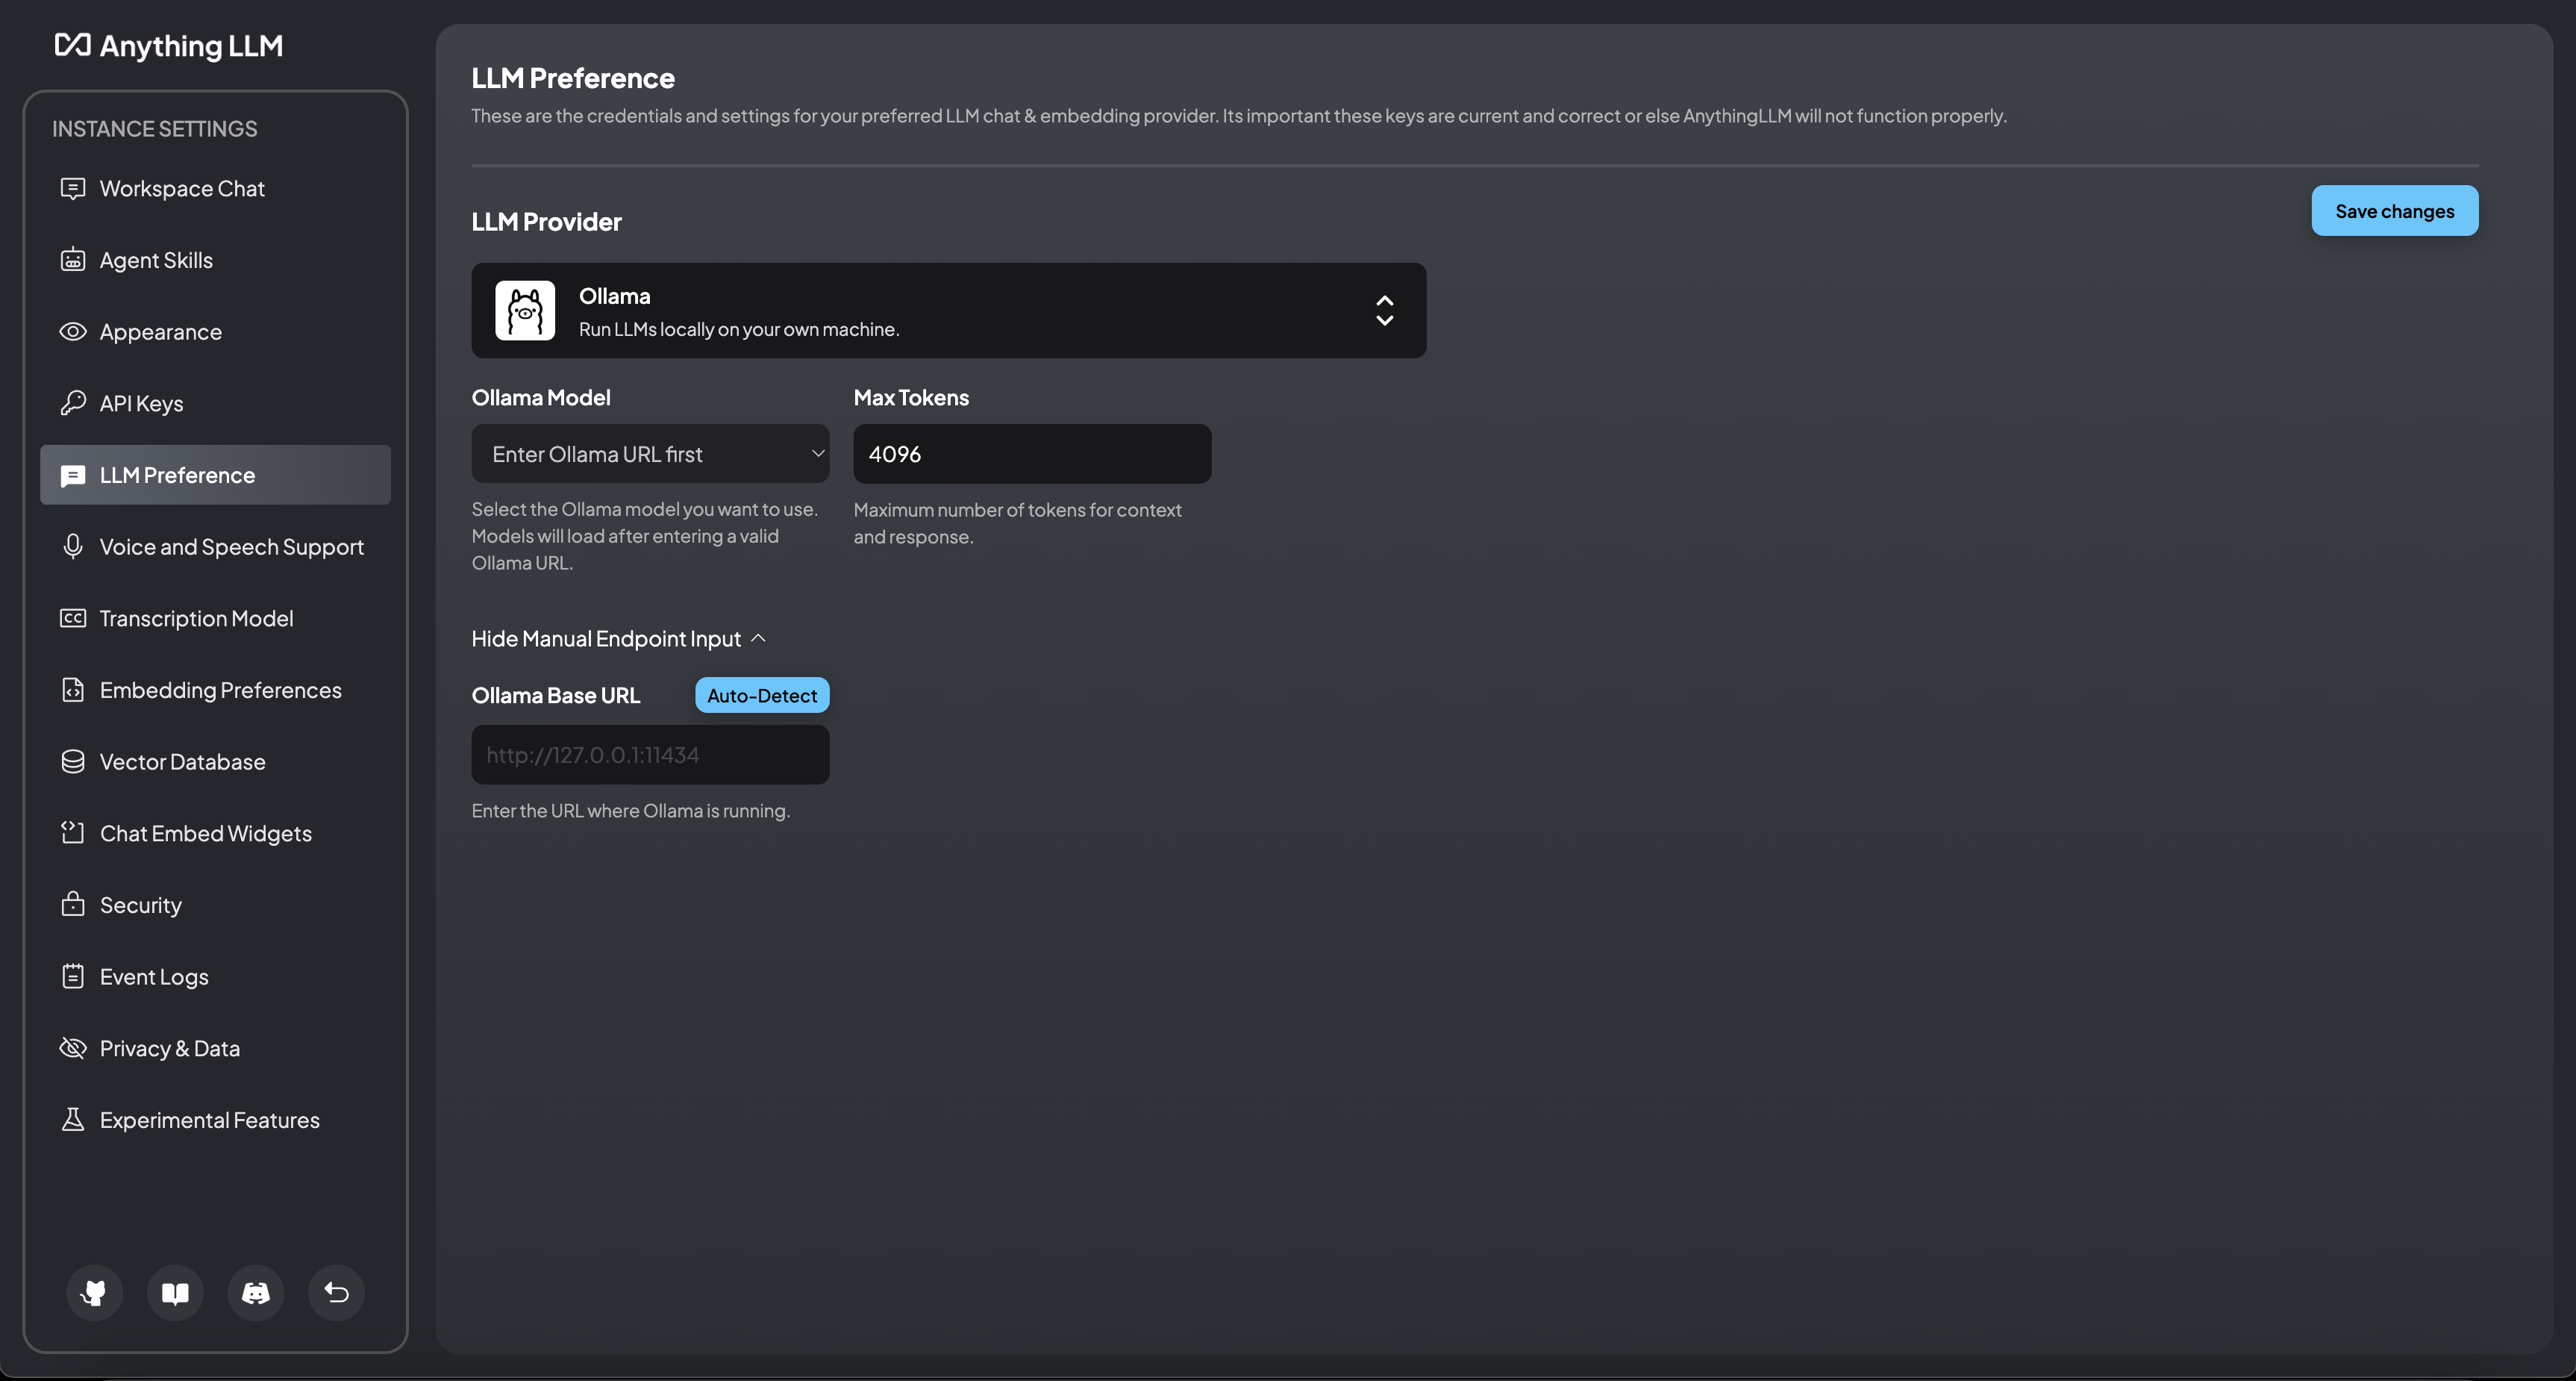 Anything LLM
INSTANCE SETTINGS
Workspace Chat
Agent Skills
Appearance
API Keys
LLM Preference
Voice and Speech Support
Transcription Model
Embedding Preferences
Vector Database
Chat Embed Widgets
Security
Event Logs
Privacy & Data
Experimental Features
LLM Preference
These are the credentials and settings for your preferred LLM chat & embedding provider. Its important these keys are current and correct or else AnythingLLM will not function properly.
Save changes
LLM Provider
Ollama
Run LLMs locally on your own machine.
Ollama Model
Enter Ollama URL first
Select the Ollama model you want to use.
Models will load after entering a valid
Ollama URL.
Max Tokens
4096
Maximum number of tokens for context
and response.
Hide Manual Endpoint Input
Ollama Base URL
Auto-Detect
http://127.0.0.1:11434
Enter the URL where Ollama is running.